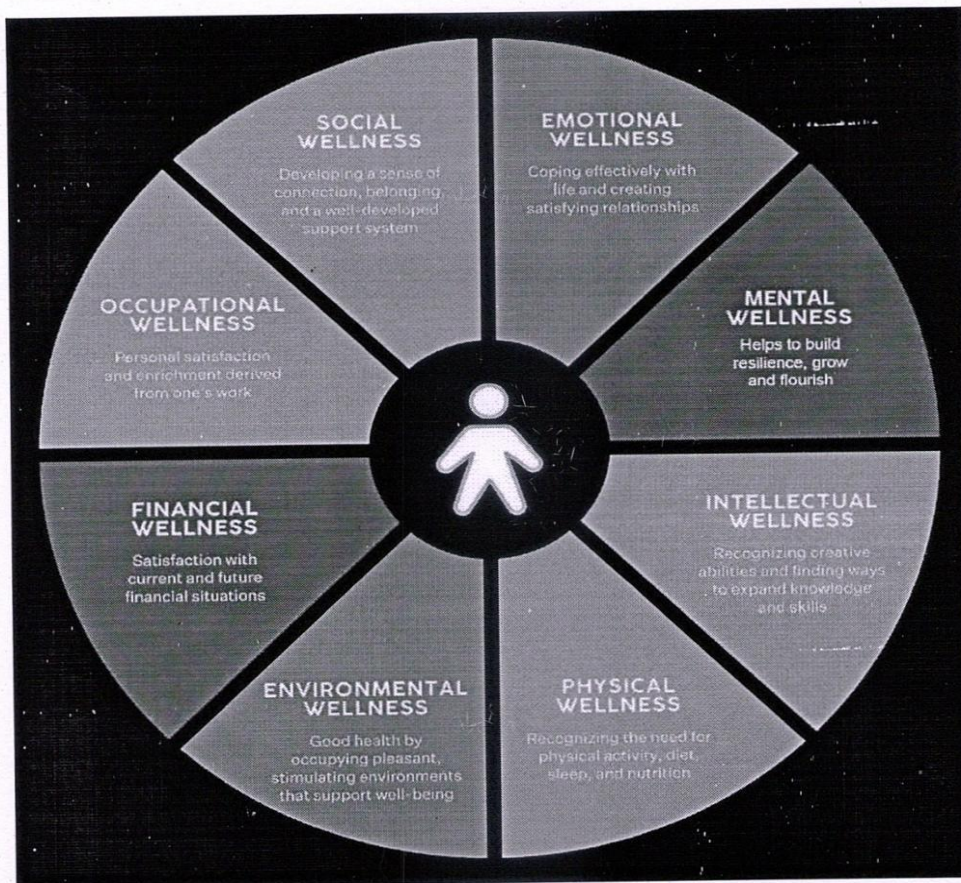 SOCIAL
WELLNESS
Developing a sense of
connection, belonging,
and a well-developed
support system
EMOTIONAL
WELLNESS
Coping effectively with
life and creating
satisfying relationships
MENTAL
WELLNESS
Helps to build
resilience, grow
and flourish
INTELLECTUAL
WELLNESS
Recognizing creative
abilities and finding ways
to expand knowledge
and skills
PHYSICAL
WELLNESS
Recognizing the need for
physical activity, diet,
sleep, and nutrition
ENVIRONMENTAL
WELLNESS
Good health by
occupying pleasant,
stimulating environments
that support well-being
FINANCIAL
WELLNESS
Satisfaction with
current and future
financial situations
OCCUPATIONAL
WELLNESS
Personal satisfaction
and enrichment derived
from one's work